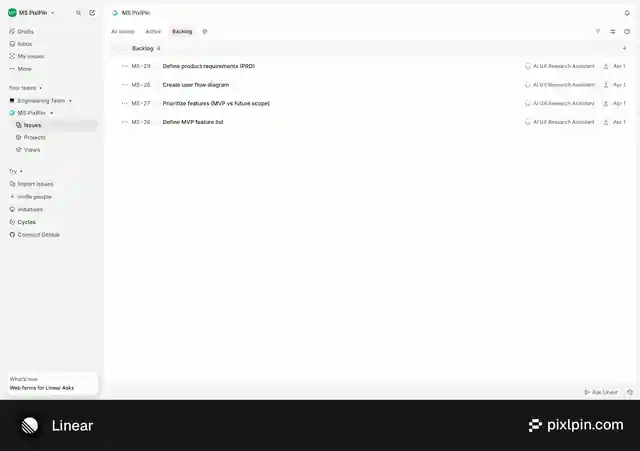 MS PixlPin
Drafts
Inbox
My issues
More
Your teams
Engineering Team
MS PixlPin
Issues
Projects
Views
Try
Import issues
Invite people
Initiatives
Cycles
Connect GitHub
What's new
Web forms for Linear Asks
MS PixlPin
All issues Active Backlog
Backlog 4
MS-29 Define product requirements (PRD) AI UX Research Assistant Apr 1
Create user flow diagram AI UX Research Assistant Apr 1
MS-27 Prioritize features (MVP vs future scope) AI UX Research Assistant Apr 1
Define MVP feature list AI UX Research Assistant Apr 1
Ask Linear
Linear
pixlpin.com